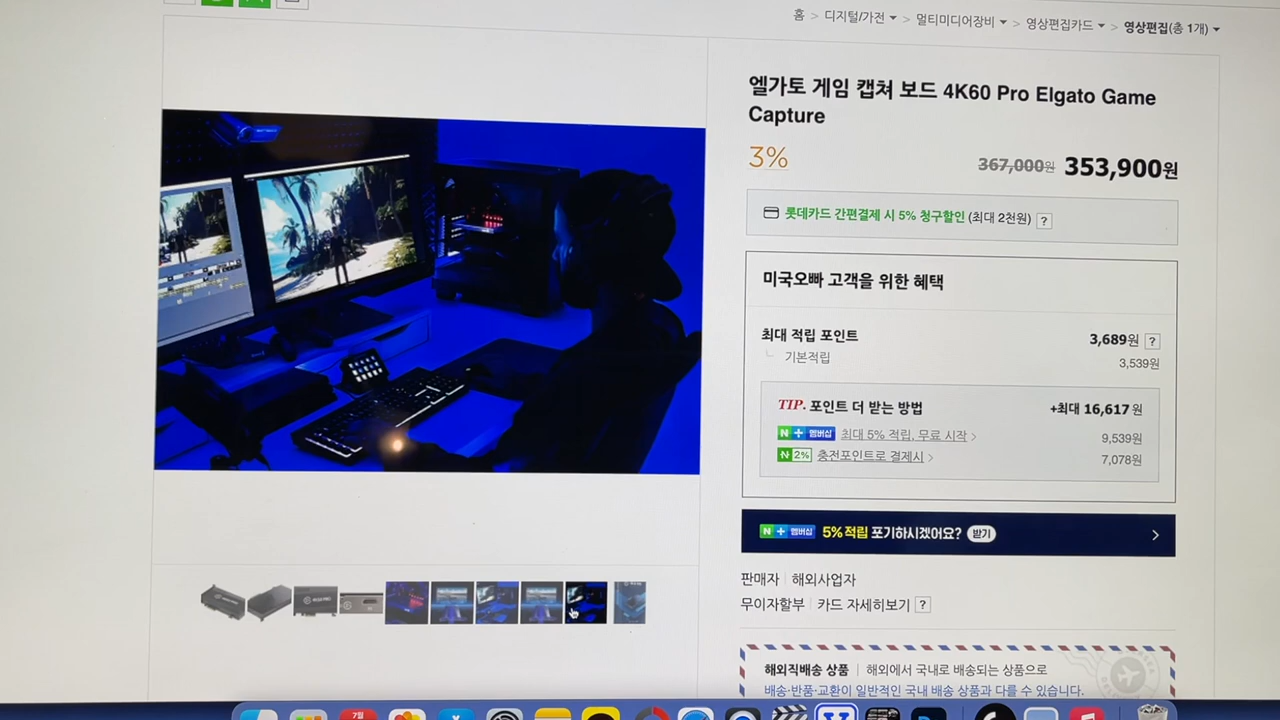 홈 > 디지털/가전 > 멀티미디어장비 > 영상편집카드 > 영상편집(총 1개)
엘가토 게임 캡쳐 보드 4K60 Pro Elgato Game
Capture
3% 367,000원 353,900원
롯데카드 간편결제 시 5% 청구할인 (최대 2천원) ?
미국오빠 고객을 위한 혜택
최대 적립 포인트 3,689원 ?
기본적립 3,539원
TIP. 포인트 더 받는 방법 +최대 16,617원
N+ 멤버십 최대 5% 적립, 무료 시작 > 9,539원
N 2% 충전포인트로 결제시 > 7,078원
N+ 멤버십 5% 적립 포기하시겠어요? 받기
판매자 해외사업자
무이자할부 카드 자세히보기 ?
해외직배송 상품 | 해외에서 국내로 배송되는 상품으로
배송·반품·교환이 일반적인 국내 배송 상품과 다를 수 있습니다.
7월